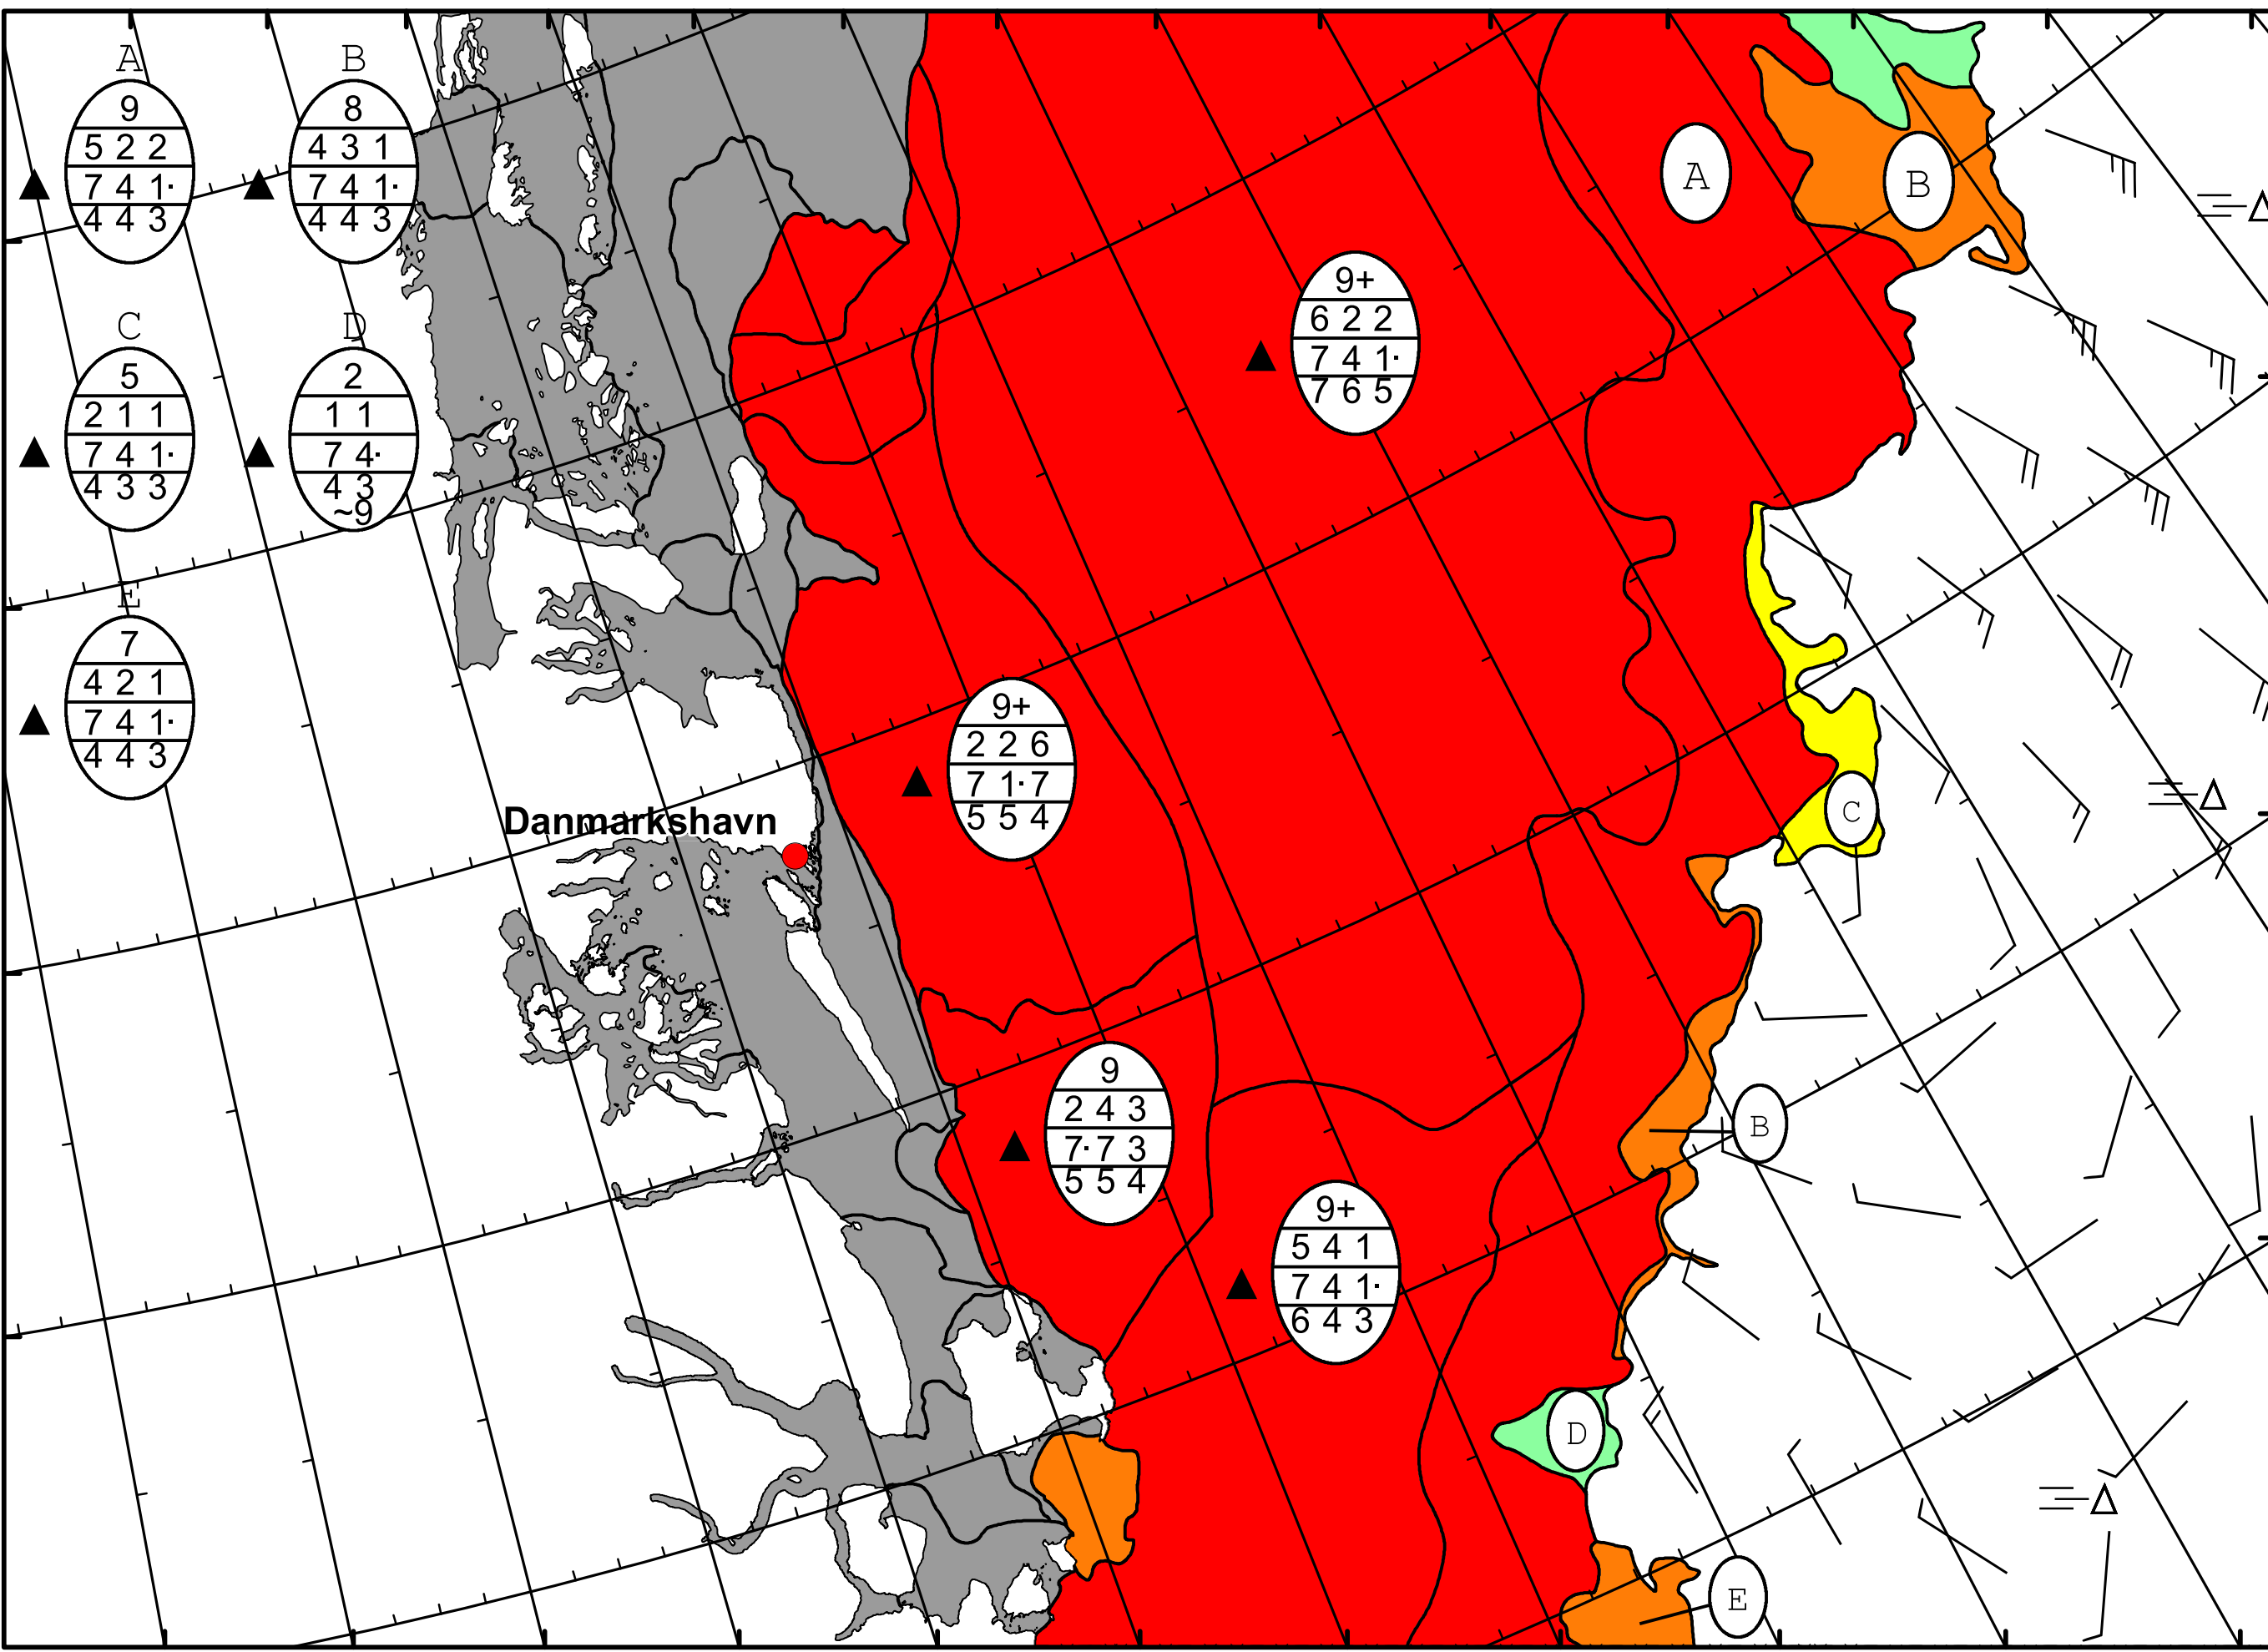 A
9
5 2 2
7 4 1·
4 4 3
B
8
4 3 1
7 4 1·
4 4 3
C
5
2 1 1
7 4 1·
4 3 3
D
2
1 1
7 4·
4 3
~9
E
7
4 2 1
7 4 1·
4 4 3
A
B
9+
6 2 2
7 4 1·
7 6 5
9+
2 2 6
7 1· 7
5 5 4
Danmarkshavn
C
9
2 4 3
7· 7 3
5 5 4
B
9+
5 4 1
7 4 1·
6 4 3
D
E